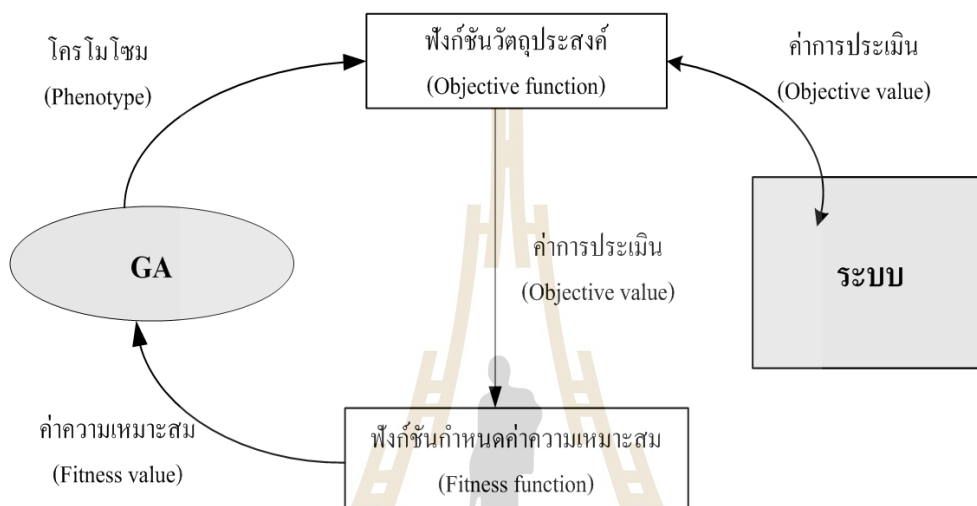 โครโมโซม
(Phenotype)
ฟังก์ชันวัตถุประสงค์
(Objective function)
ค่าการประเมิน
(Objective value)
GA
ค่าการประเมิน
(Objective value)
ระบบ
ค่าความเหมาะสม
(Fitness value)
ฟังก์ชันกำหนดค่าความเหมาะสม
(Fitness function)